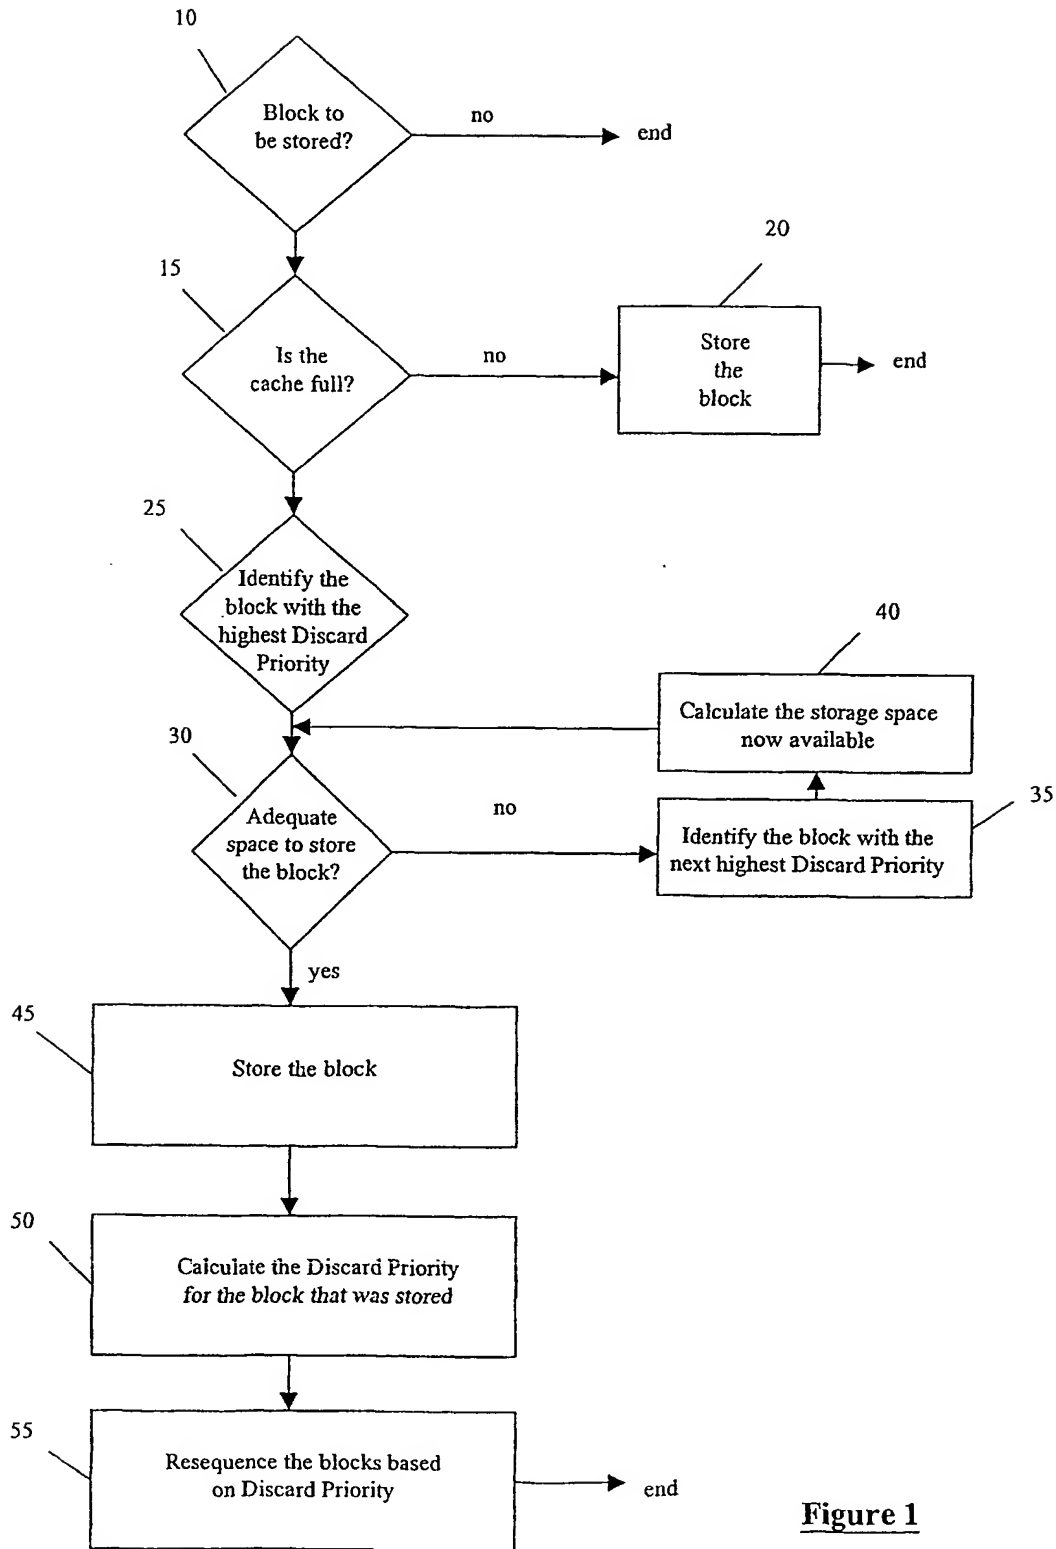 10
Block to
be stored?
no
end
15
Is the
cache full?
no
20
Store
the
block
end
25
Identify the
block with the
highest Discard
Priority
40
Calculate the storage space
now available
30
Adequate
space to store
the block?
no
35
Identify the block with the
next highest Discard Priority
yes
45
Store the block
50
Calculate the Discard Priority
for the block that was stored
55
Resequence the blocks based
on Discard Priority
end
Figure 1